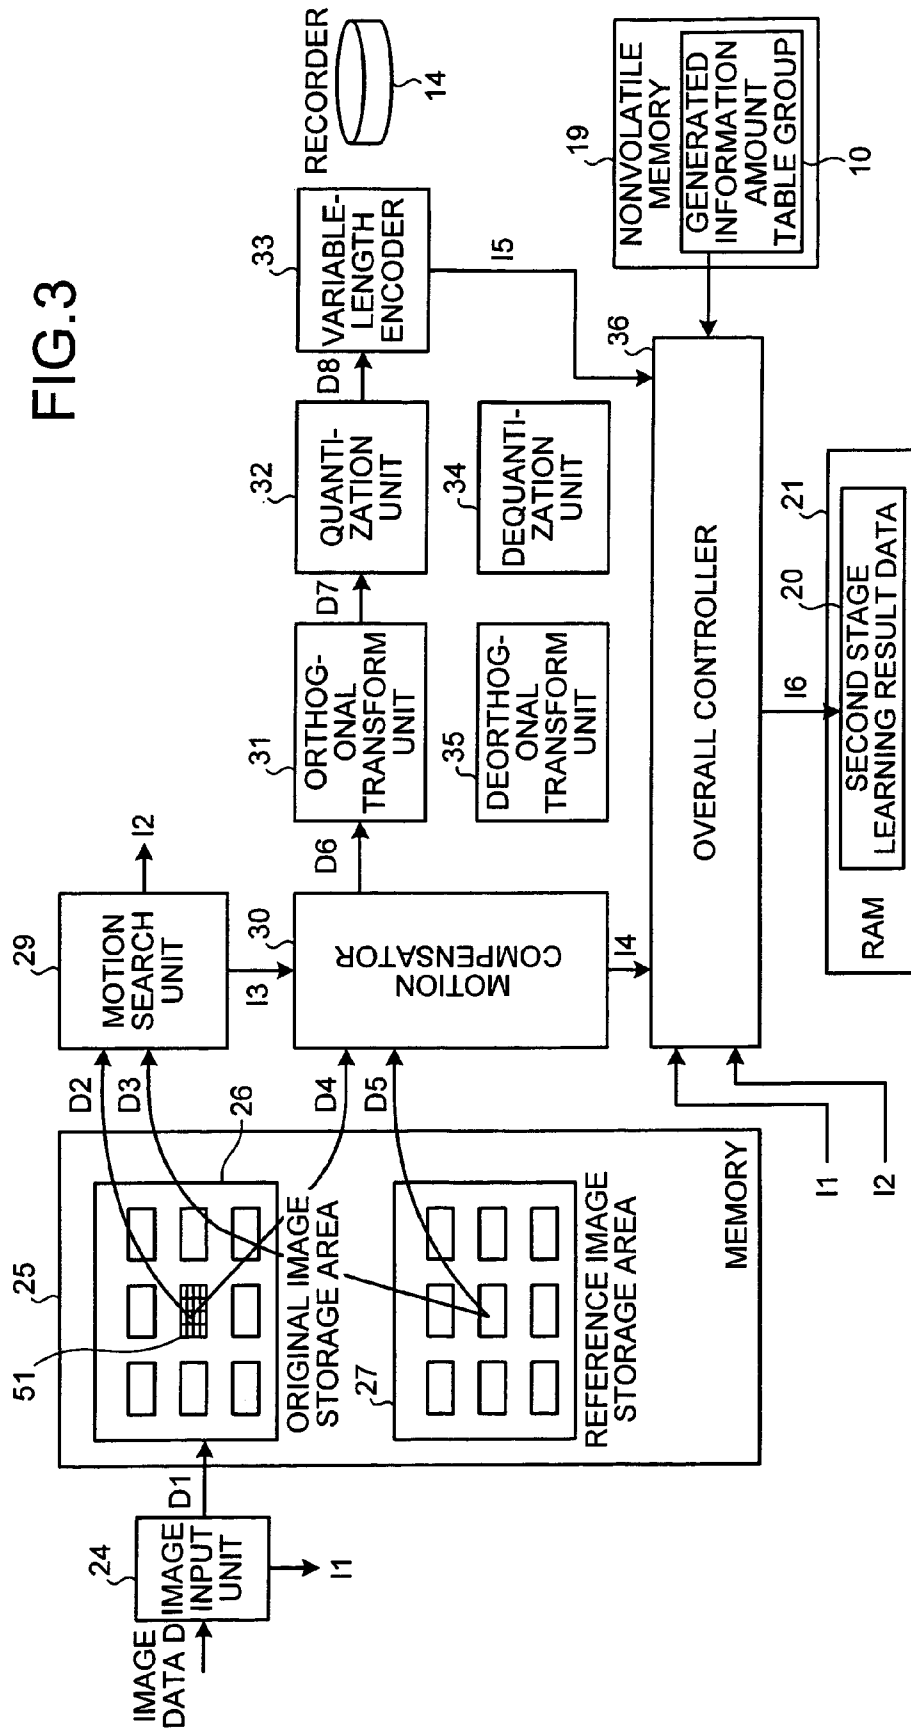 FIG.3
IMAGE
DATA D
24
IMAGE
INPUT
UNIT
I1
D1
25
51
26
ORIGINAL IMAGE
STORAGE AREA
27
REFERENCE IMAGE
STORAGE AREA
MEMORY
D2
D3
D4
D5
29
MOTION
SEARCH
UNIT
I2
I3
30
MOTION
COMPENSATOR
I4
D6
31
ORTHOG-
ONAL
TRANSFORM
UNIT
D7
32
QUANTI-
ZATION
UNIT
D8
33
VARIABLE-
LENGTH
ENCODER
I5
RECORDER
14
35
DEORTHOG-
ONAL
TRANSFORM
UNIT
34
DEQUANTI-
ZATION
UNIT
19
NONVOLATILE
MEMORY
GENERATED
INFORMATION
AMOUNT
TABLE GROUP
10
36
OVERALL CONTROLLER
I1
I2
I6
20
21
SECOND STAGE
LEARNING RESULT DATA
RAM